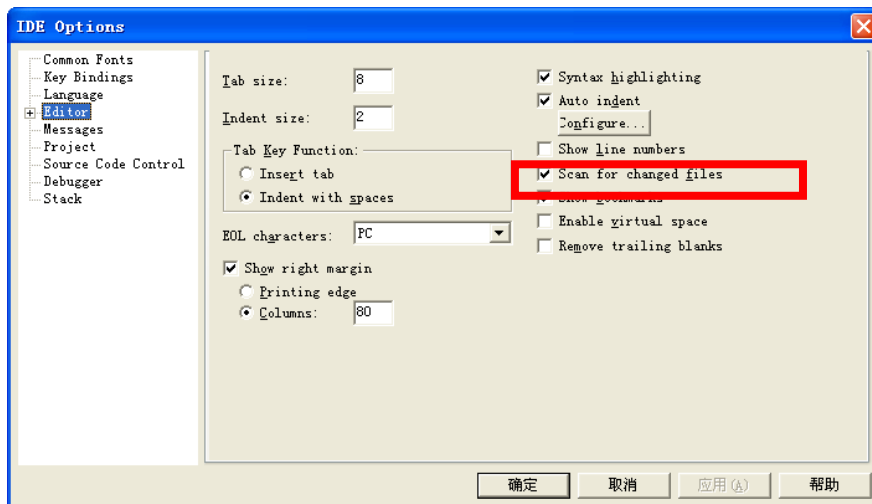 IDE Options
Common Fonts
Key Bindings
Language
Editor
Messages
Project
Source Code Control
Debugger
Stack
Tab size: 8
Indent size: 2
Tab Key Function:
Insert tab
Indent with spaces
EOL characters: PC
Show right margin
Printing edge
Columns: 80
Syntax highlighting
Auto indent
Configure...
Show line numbers
Scan for changed files
Show bookmarks
Enable virtual space
Remove trailing blanks
确定 取消 应用(A) 帮助